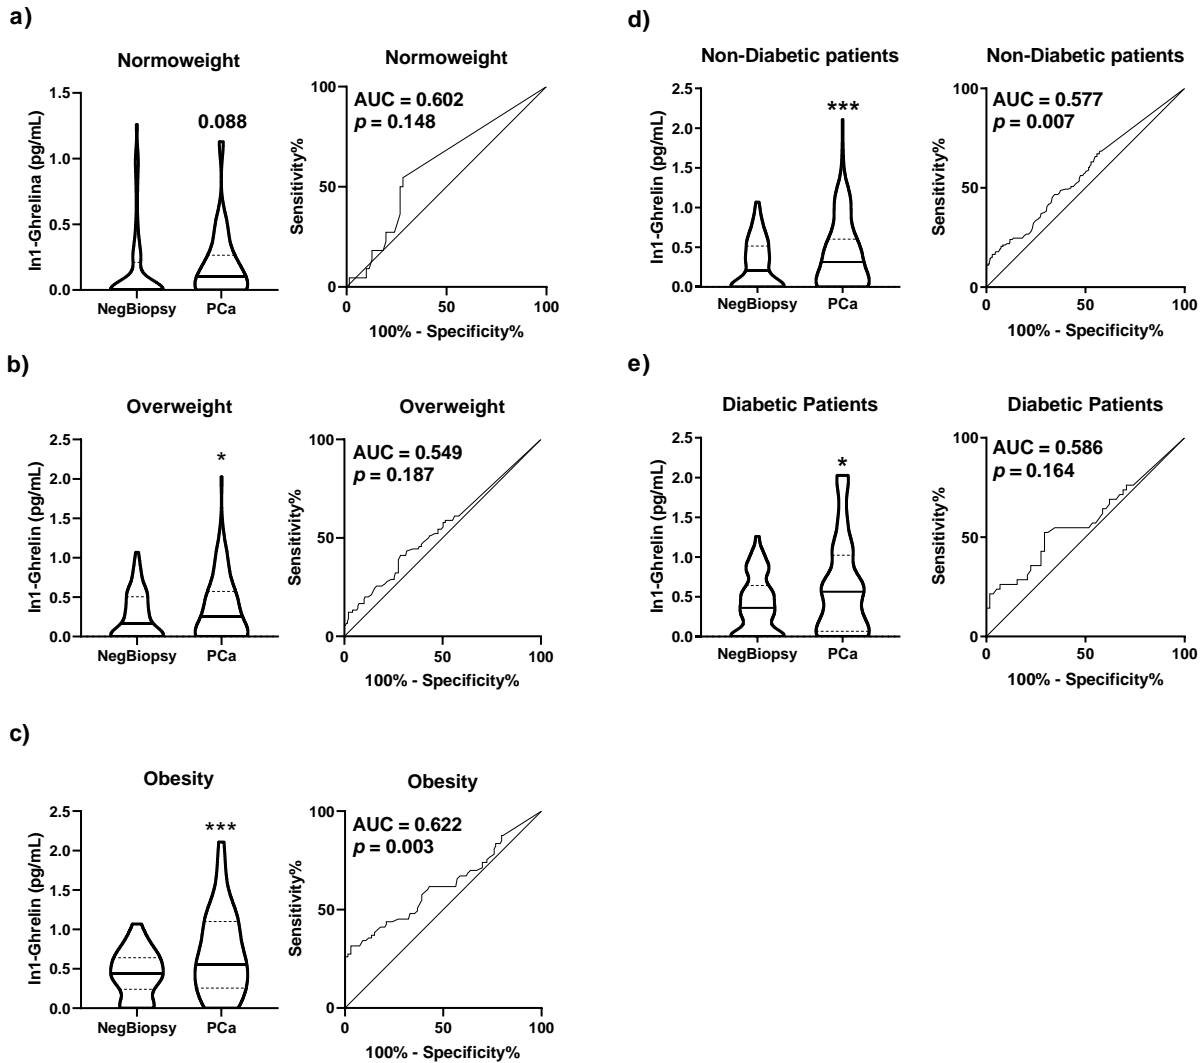 a)
Normoweight
In1-Ghrelina (pg/mL)
1.5
1.0
0.5
0.0
0.088
NegBiopsy
PCa
Normoweight
AUC = 0.602
p = 0.148
Sensitivity%
100
50
0
0
50
100
100% - Specificity%
b)
Overweight
In1-Ghrelin (pg/mL)
2.5
2.0
1.5
1.0
0.5
0.0
*
NegBiopsy
PCa
Overweight
AUC = 0.549
p = 0.187
Sensitivity%
100
50
0
0
50
100
100% - Specificity%
c)
Obesity
In1-Ghrelin (pg/mL)
2.5
2.0
1.5
1.0
0.5
0.0
***
NegBiopsy
PCa
Obesity
AUC = 0.622
p = 0.003
Sensitivity%
100
50
0
0
50
100
100% - Specificity%
d)
Non-Diabetic patients
In1-Ghrelin (pg/mL)
2.5
2.0
1.5
1.0
0.5
0.0
***
NegBiopsy
PCa
Non-Diabetic patients
AUC = 0.577
p = 0.007
Sensitivity%
100
50
0
0
50
100
100% - Specificity%
e)
Diabetic Patients
In1-Ghrelin (pg/mL)
2.5
2.0
1.5
1.0
0.5
0.0
*
NegBiopsy
PCa
Diabetic Patients
AUC = 0.586
p = 0.164
Sensitivity%
100
50
0
0
50
100
100% - Specificity%